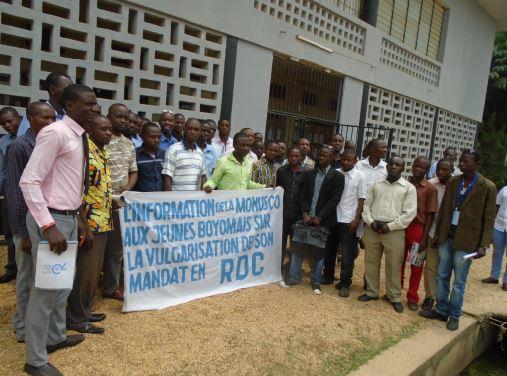 L'INFORMATION DE LA MONUSCO
AUX JEUNES BOYOMAIS SUR
LA VULGARISATION DE SON
MANDAT EN RDC